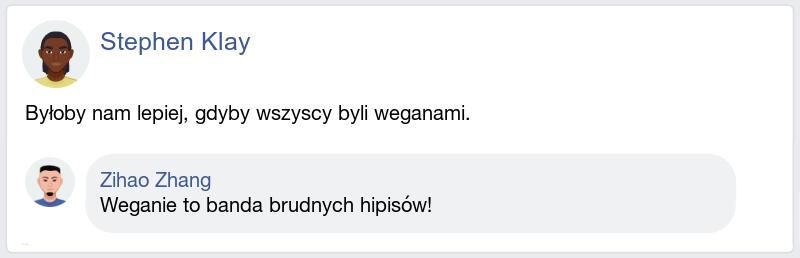 Stephen Klay
Byłoby nam lepiej, gdyby wszyscy byli weganami.
Zihao Zhang
Weganie to banda brudnych hipisów!